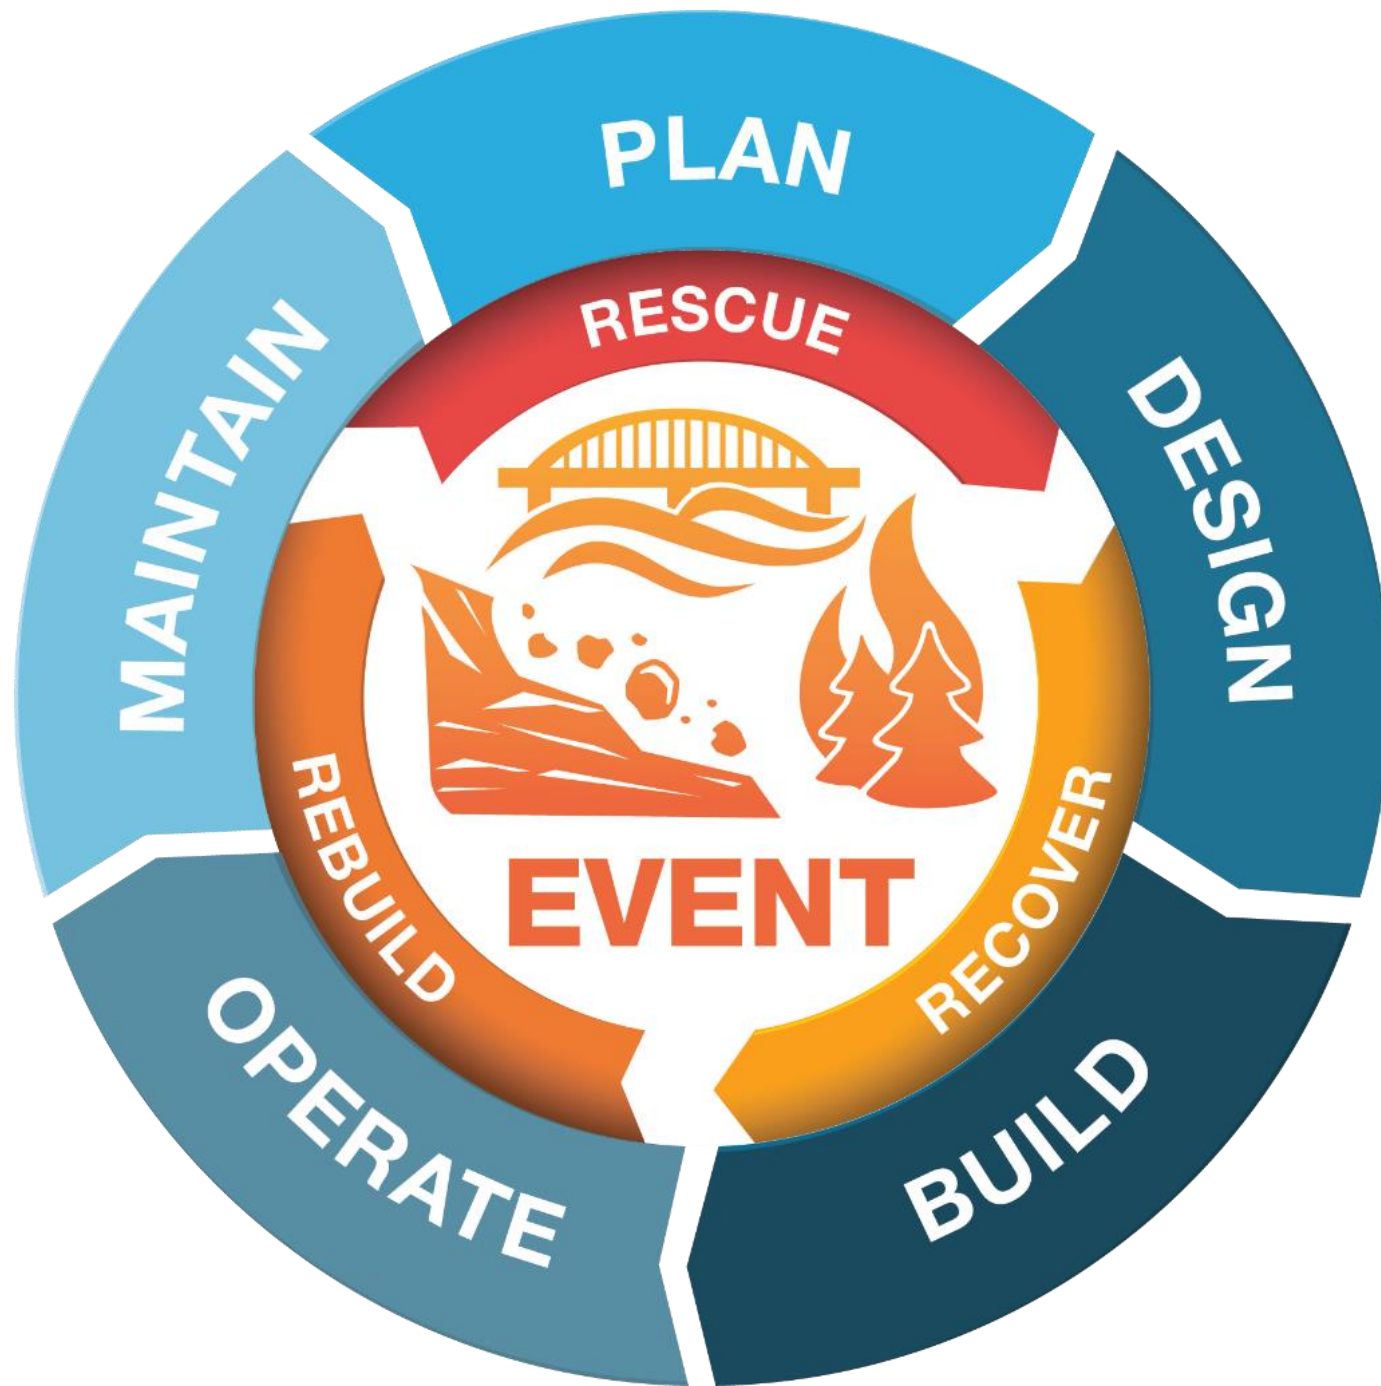 PLAN
DESIGN
BUILD
OPERATE
MAINTAIN
RESCUE
RECOVER
REBUILD
EVENT